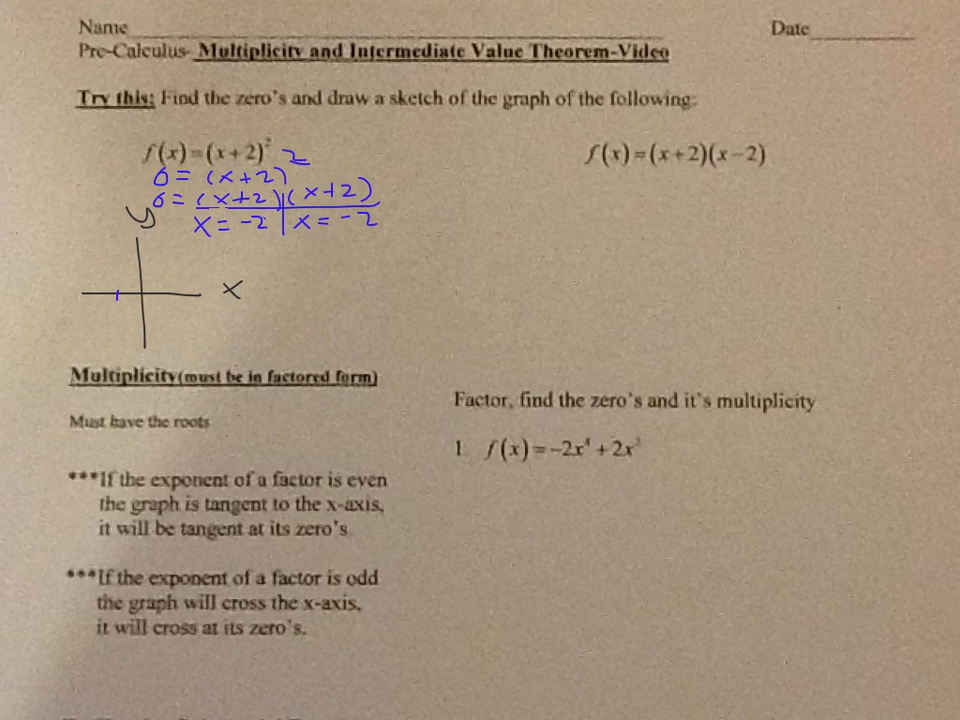 Name____________ Date____________
Pre-Calculus- Multiplicity and Intermediate Value Theorem-Video
Try this: Find the zero's and draw a sketch of the graph of the following:
f(x)=(x+2)² f(x)=(x+2)(x-2)
0 = (x+2)²
0 = (x+2)(x+2)
x = -2 | x = -2
y
x
Multiplicity(must be in factored form)
Must have the roots
***If the exponent of a factor is even
the graph is tangent to the x-axis,
it will be tangent at its zero's.
***If the exponent of a factor is odd
the graph will cross the x-axis,
it will cross at its zero's.
Factor, find the zero's and it's multiplicity
1. f(x)=-2x⁴+2x²